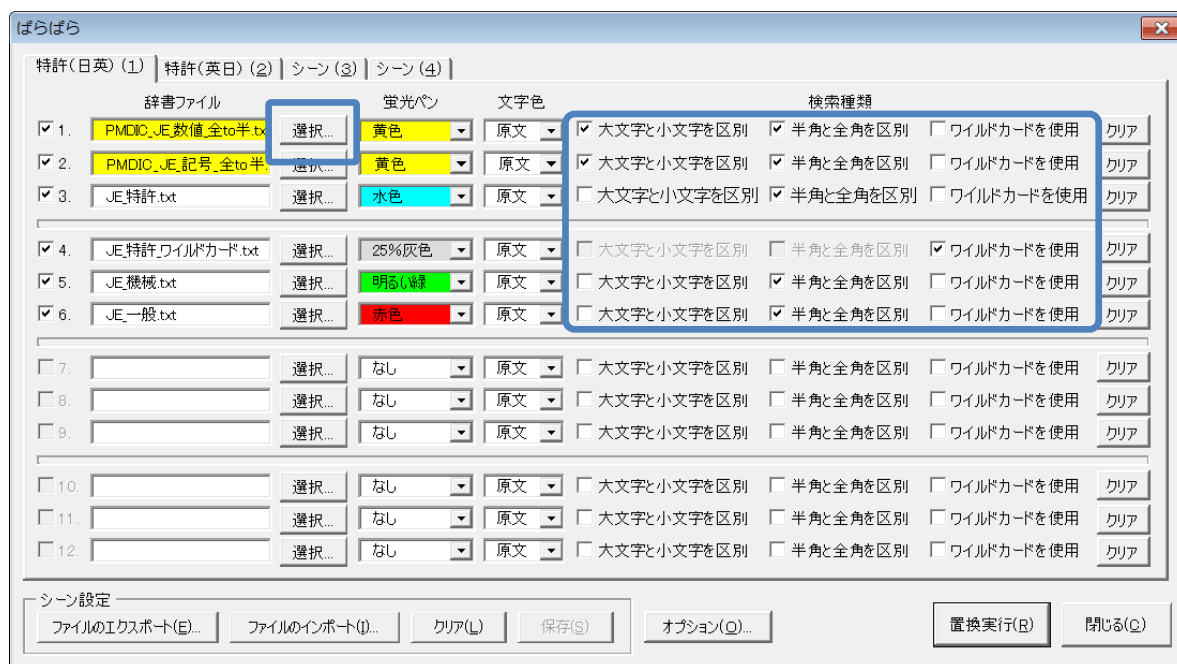 ぱらぱら
特許(日英) (1) 特許(英日) (2) シーン (3) シーン (4)
辞書ファイル 蛍光ペン 文字色 検索種類
1. PMDIC_JE_数値_全to半.tx 選択... 黄色 原文 大文字と小文字を区別 半角と全角を区別 ワイルドカードを使用 クリア
2. PMDIC_JE_記号_全to半. 選択... 黄色 原文 大文字と小文字を区別 半角と全角を区別 ワイルドカードを使用 クリア
3. JE_特許.txt 選択... 水色 原文 大文字と小文字を区別 半角と全角を区別 ワイルドカードを使用 クリア
4. JE_特許_ワイルドカード.txt 選択... 25%灰色 原文 大文字と小文字を区別 半角と全角を区別 ワイルドカードを使用 クリア
5. JE_機械.txt 選択... 明るい緑 原文 大文字と小文字を区別 半角と全角を区別 ワイルドカードを使用 クリア
6. JE_一般.txt 選択... 赤色 原文 大文字と小文字を区別 半角と全角を区別 ワイルドカードを使用 クリア
7. 選択... なし 原文 大文字と小文字を区別 半角と全角を区別 ワイルドカードを使用 クリア
8. 選択... なし 原文 大文字と小文字を区別 半角と全角を区別 ワイルドカードを使用 クリア
9. 選択... なし 原文 大文字と小文字を区別 半角と全角を区別 ワイルドカードを使用 クリア
10. 選択... なし 原文 大文字と小文字を区別 半角と全角を区別 ワイルドカードを使用 クリア
11. 選択... なし 原文 大文字と小文字を区別 半角と全角を区別 ワイルドカードを使用 クリア
12. 選択... なし 原文 大文字と小文字を区別 半角と全角を区別 ワイルドカードを使用 クリア
シーン設定
ファイルのエクスポート(E)... ファイルのインポート(I)... クリア(L) 保存(S) オプション(O)... 置換実行(R) 閉じる(C)